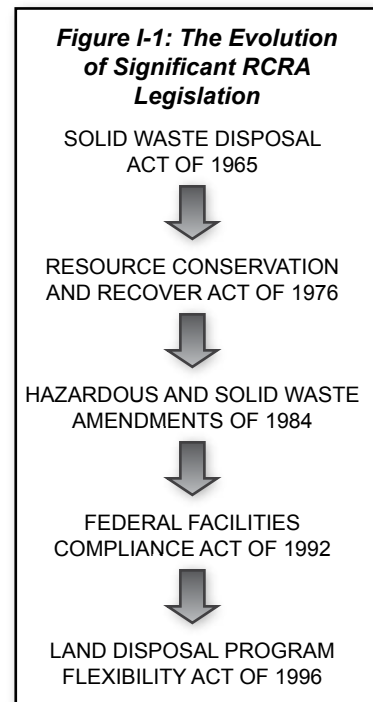 Figure I-1: The Evolution
of Significant RCRA
Legislation
SOLID WASTE DISPOSAL
ACT OF 1965
RESOURCE CONSERVATION
AND RECOVER ACT OF 1976
HAZARDOUS AND SOLID WASTE
AMENDMENTS OF 1984
FEDERAL FACILITIES
COMPLIANCE ACT OF 1992
LAND DISPOSAL PROGRAM
FLEXIBILITY ACT OF 1996